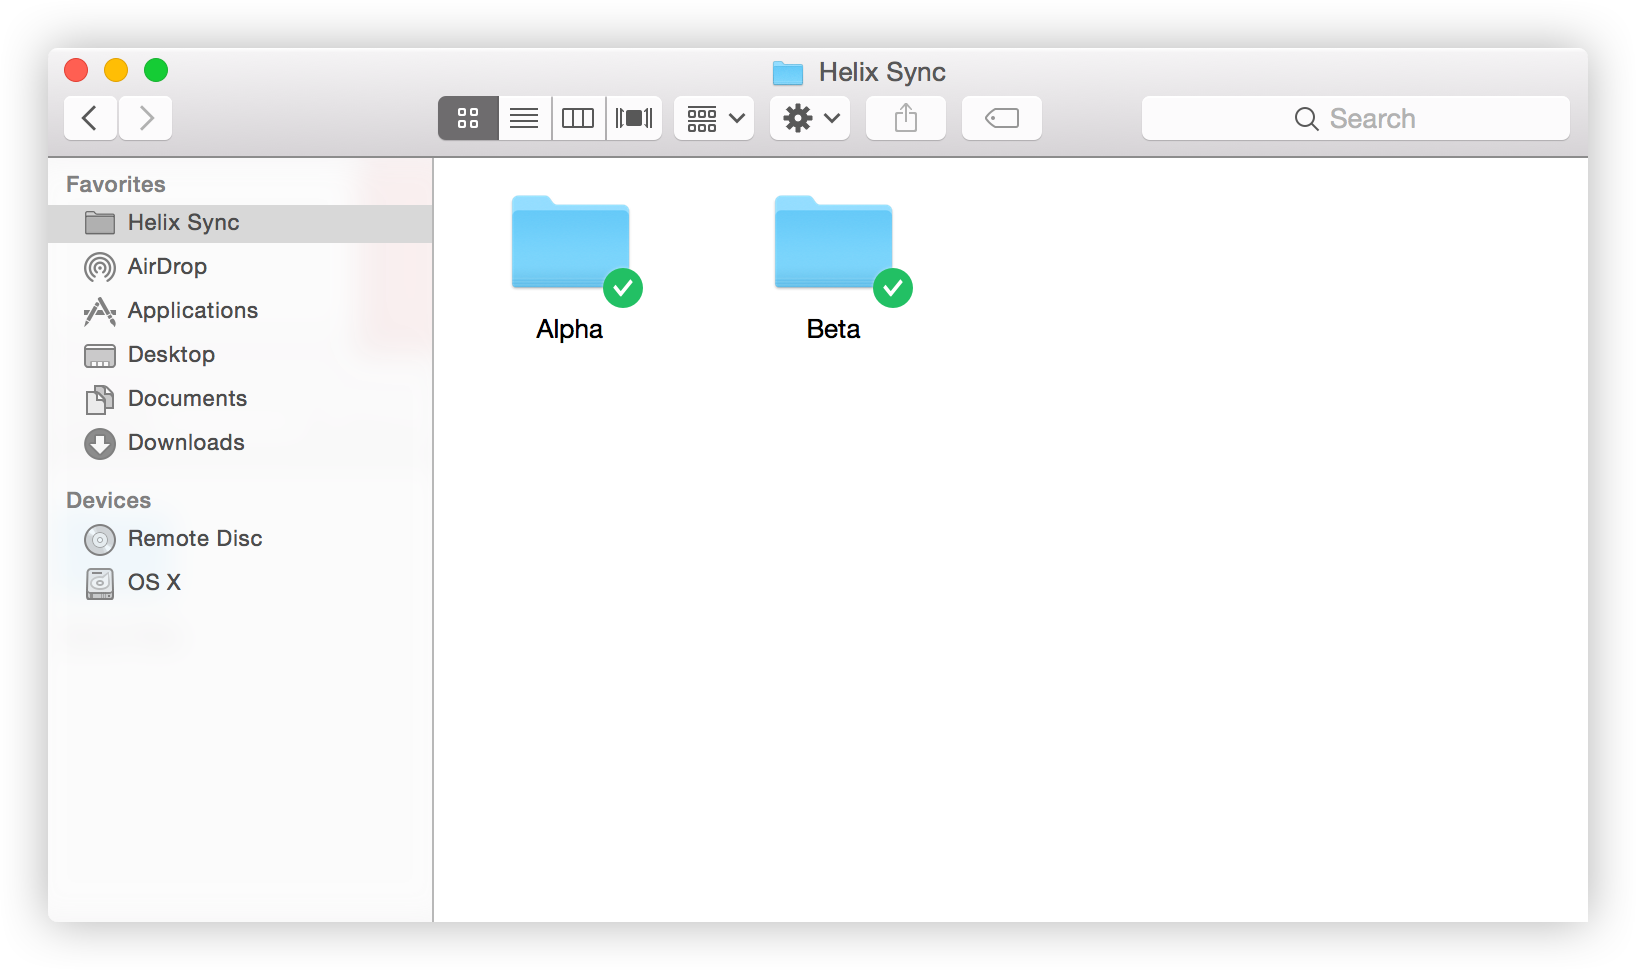 Helix Sync
Search
Favorites
Helix Sync
AirDrop
Applications
Desktop
Documents
Downloads
Devices
Remote Disc
OS X
Alpha
Beta